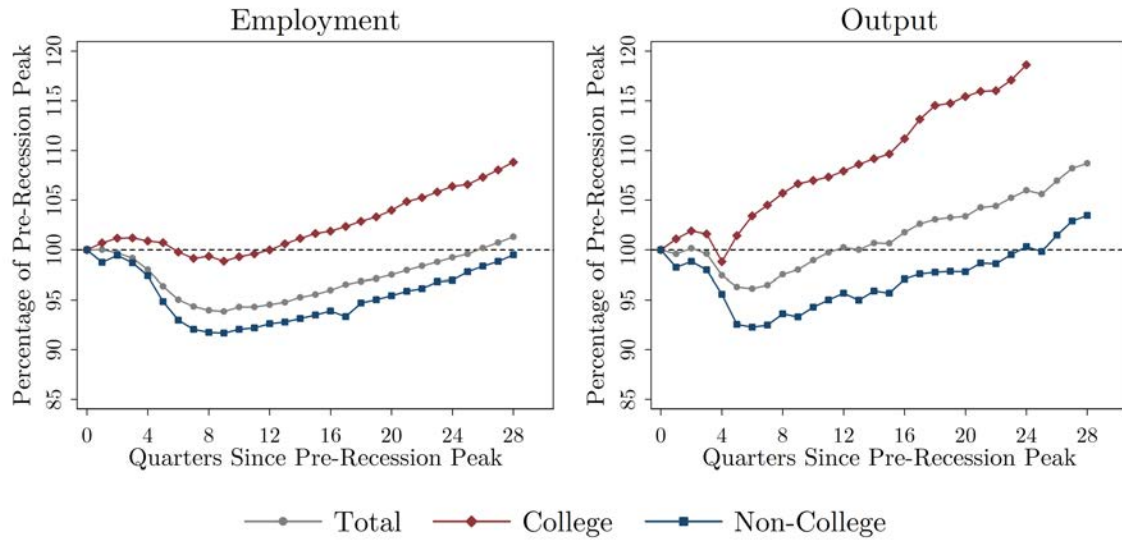 Employment
Percentage of Pre-Recession Peak
120
115
110
105
100
95
90
85
0 4 8 12 16 20 24 28
Quarters Since Pre-Recession Peak
Output
Percentage of Pre-Recession Peak
120
115
110
105
100
95
90
85
0 4 8 12 16 20 24 28
Quarters Since Pre-Recession Peak
Total College Non-College